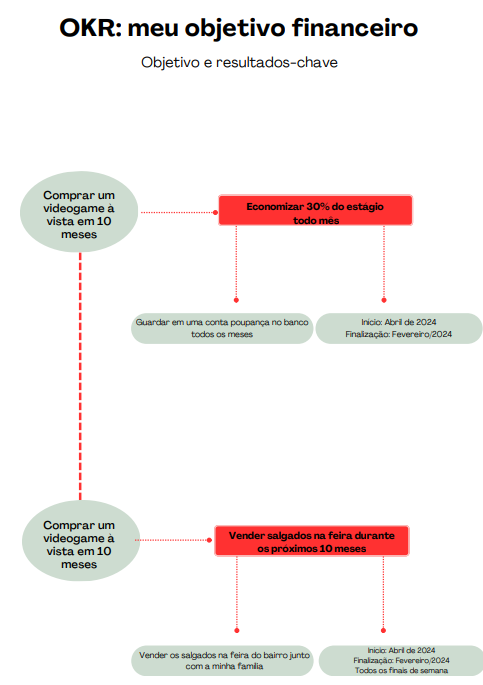 OKR: meu objetivo financeiro
Objetivo e resultados-chave
Comprar um
videogame à
vista em 10
meses
Economizar 30% do estágio
todo mês
Guardar em uma conta poupança no banco
todos os meses
Inicio: Abril de 2024
Finalização: Fevereiro/2024
Comprar um
videogame à
vista em 10
meses
Vender salgados na feira durante
os próximos 10 meses
Vender os salgados na feira do bairro junto
com a minha família
Inicio: Abril de 2024
Finalização: Fevereiro/2024
Todos os finais de semana